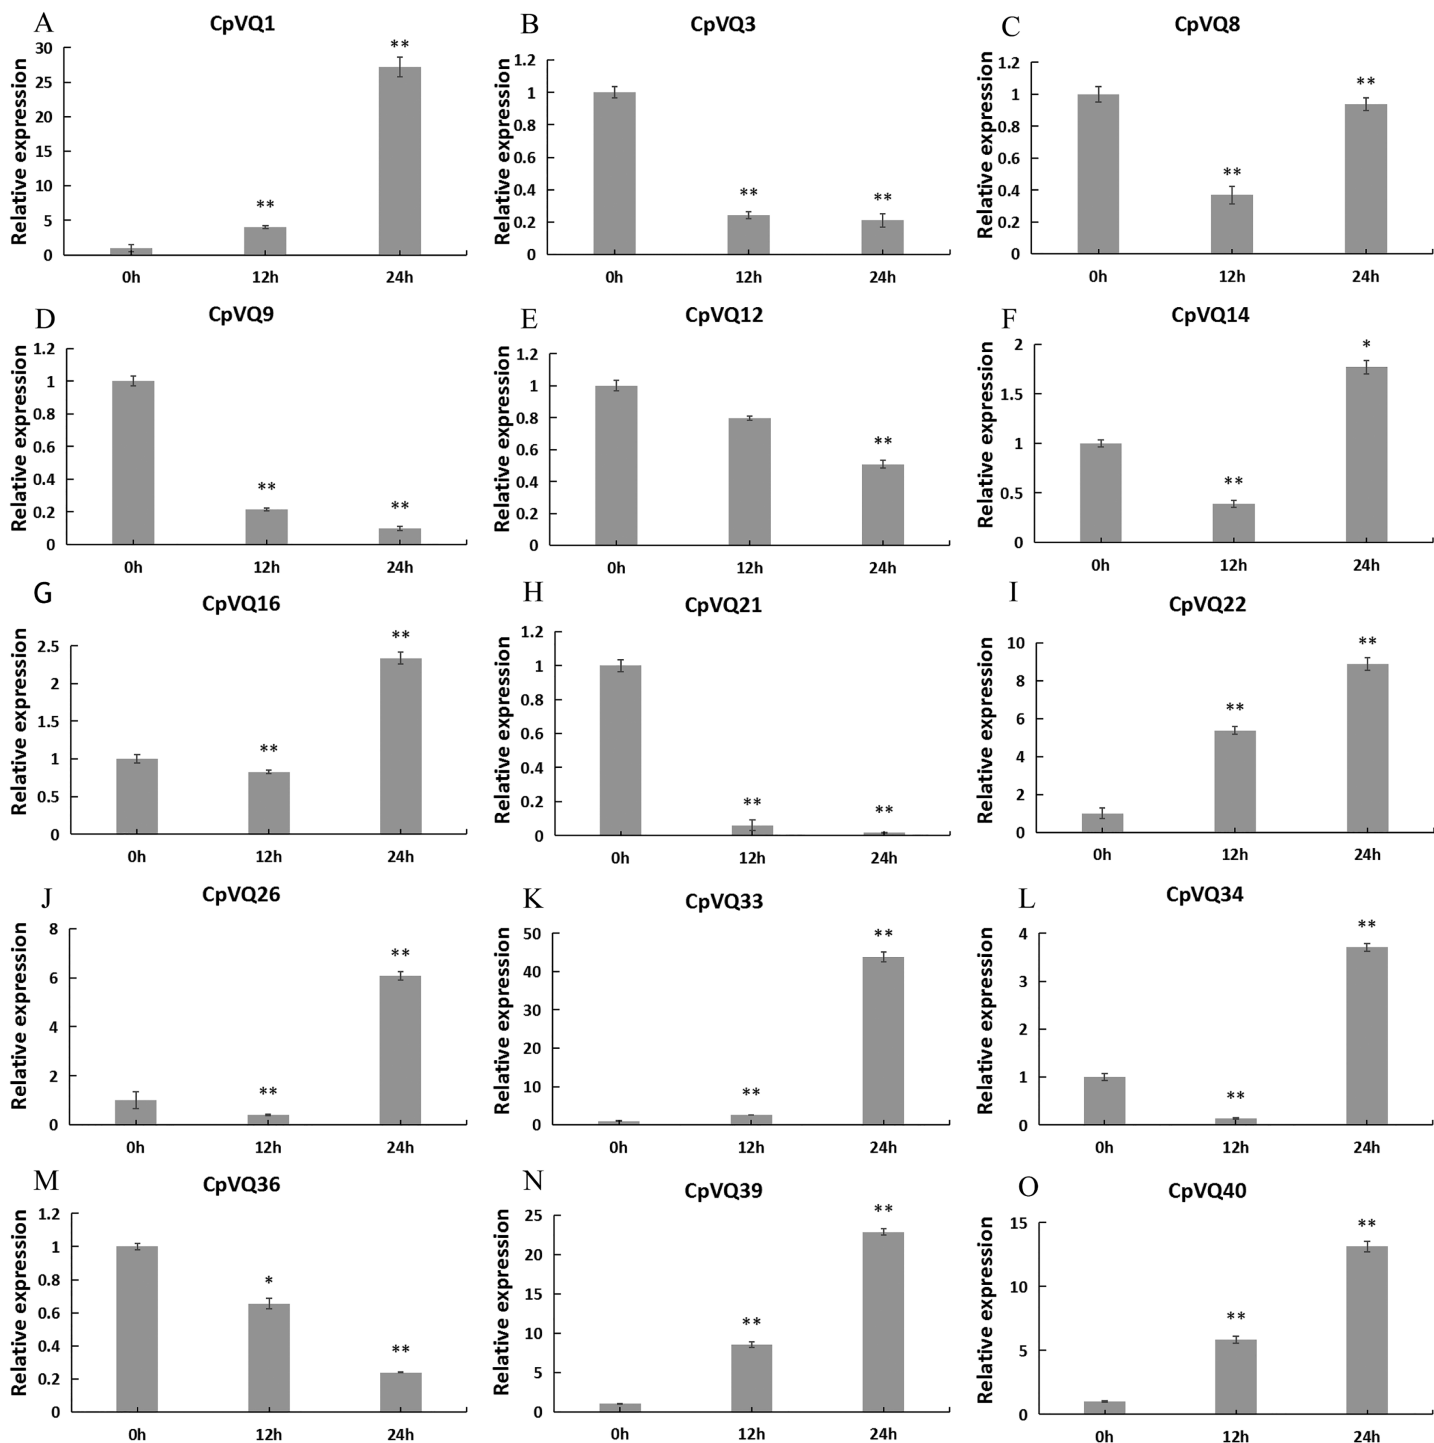 A
CpVQ1
Relative expression
30
25
20
15
10
5
0
**
**
0h 12h 24h
B
CpVQ3
Relative expression
1.2
1
0.8
0.6
0.4
0.2
0
**
**
0h 12h 24h
C
CpVQ8
Relative expression
1.2
1
0.8
0.6
0.4
0.2
0
**
**
0h 12h 24h
D
CpVQ9
Relative expression
1.2
1
0.8
0.6
0.4
0.2
0
**
**
0h 12h 24h
E
CpVQ12
Relative expression
1.2
1
0.8
0.6
0.4
0.2
0
**
0h 12h 24h
F
CpVQ14
Relative expression
2
1.5
1
0.5
0
**
*
0h 12h 24h
G
CpVQ16
Relative expression
2.5
2
1.5
1
0.5
0
**
**
0h 12h 24h
H
CpVQ21
Relative expression
1.2
1
0.8
0.6
0.4
0.2
0
**
**
0h 12h 24h
I
CpVQ22
Relative expression
10
8
6
4
2
0
**
**
0h 12h 24h
J
CpVQ26
Relative expression
8
6
4
2
0
**
**
0h 12h 24h
K
CpVQ33
Relative expression
50
40
30
20
10
0
**
**
0h 12h 24h
L
CpVQ34
Relative expression
4
3
2
1
0
**
**
0h 12h 24h
M
CpVQ36
Relative expression
1.2
1
0.8
0.6
0.4
0.2
0
*
**
0h 12h 24h
N
CpVQ39
Relative expression
25
20
15
10
5
0
**
**
0h 12h 24h
O
CpVQ40
Relative expression
15
10
5
0
**
**
0h 12h 24h